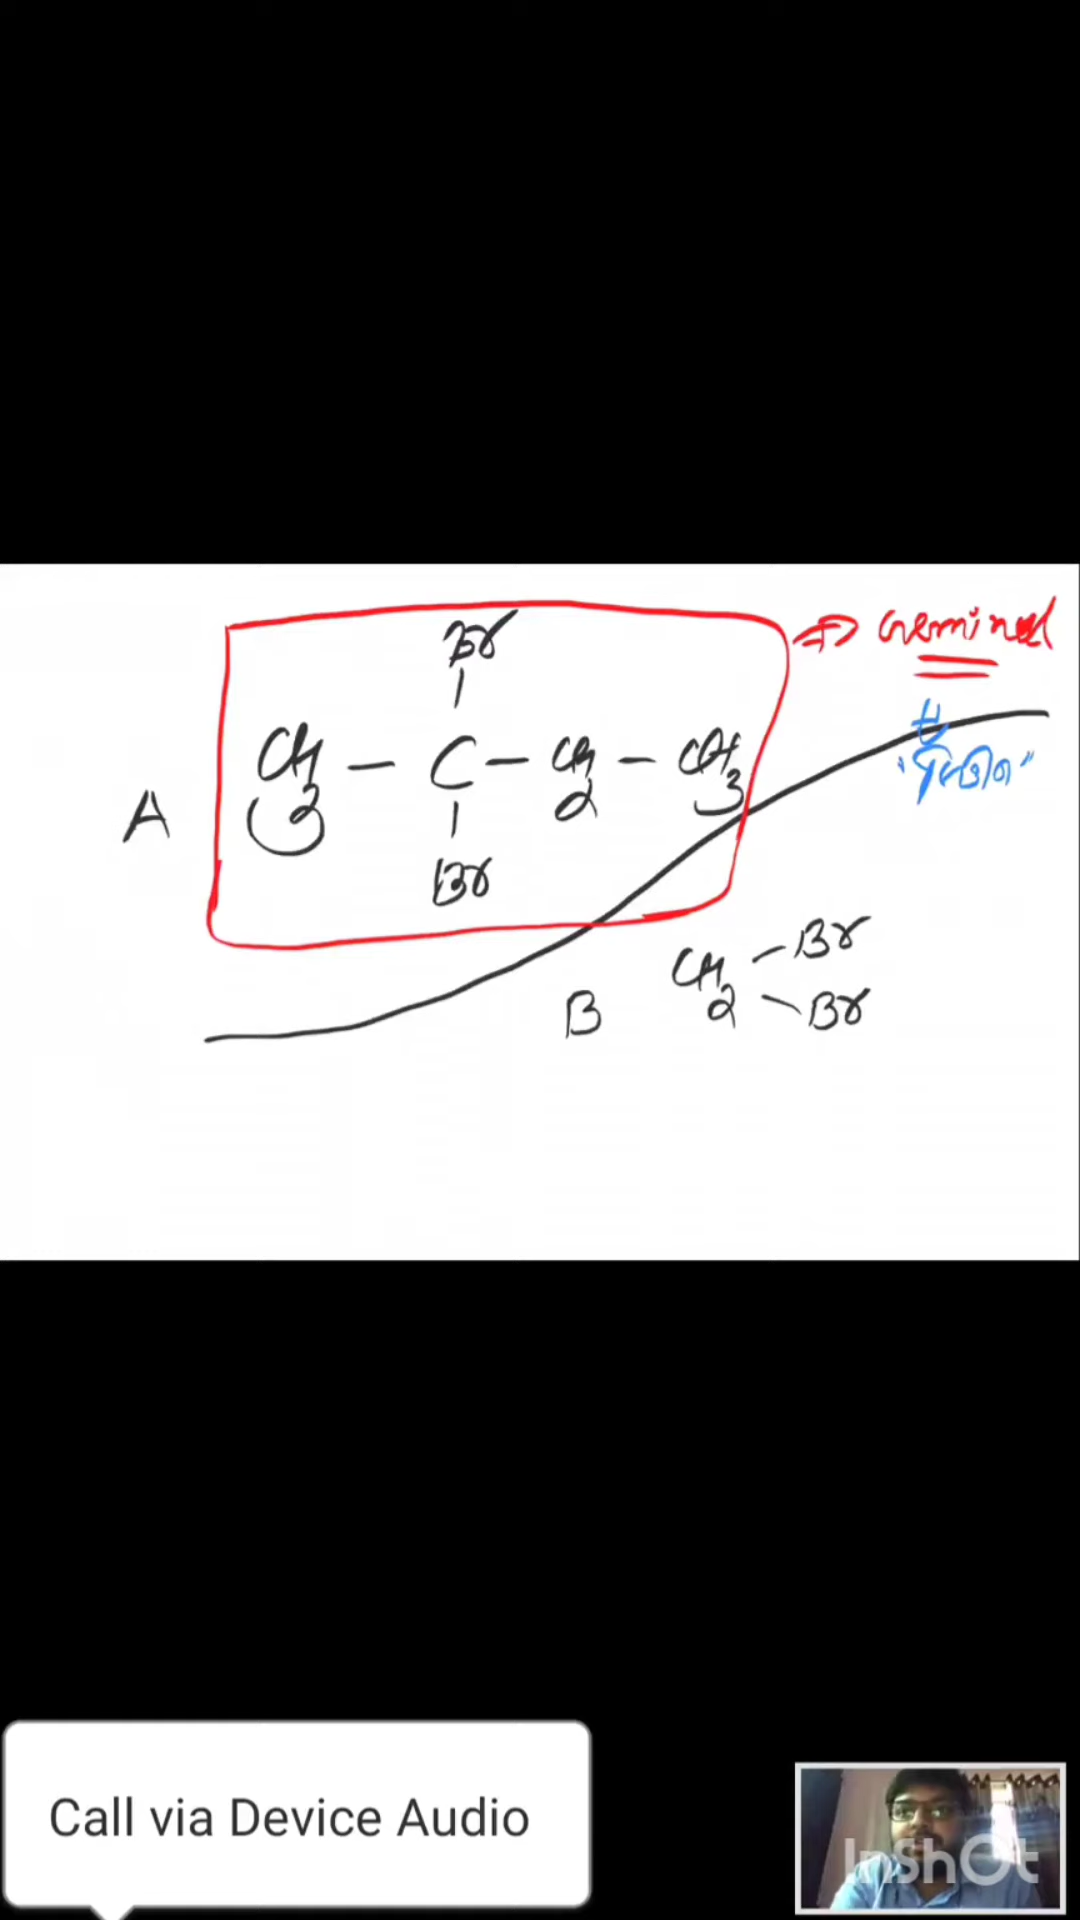 Br
⇒ Geminal
CH3 — C — CH2 — CH3
A
Br
B CH2 — Br
— Br
Call via Device Audio
InShOt